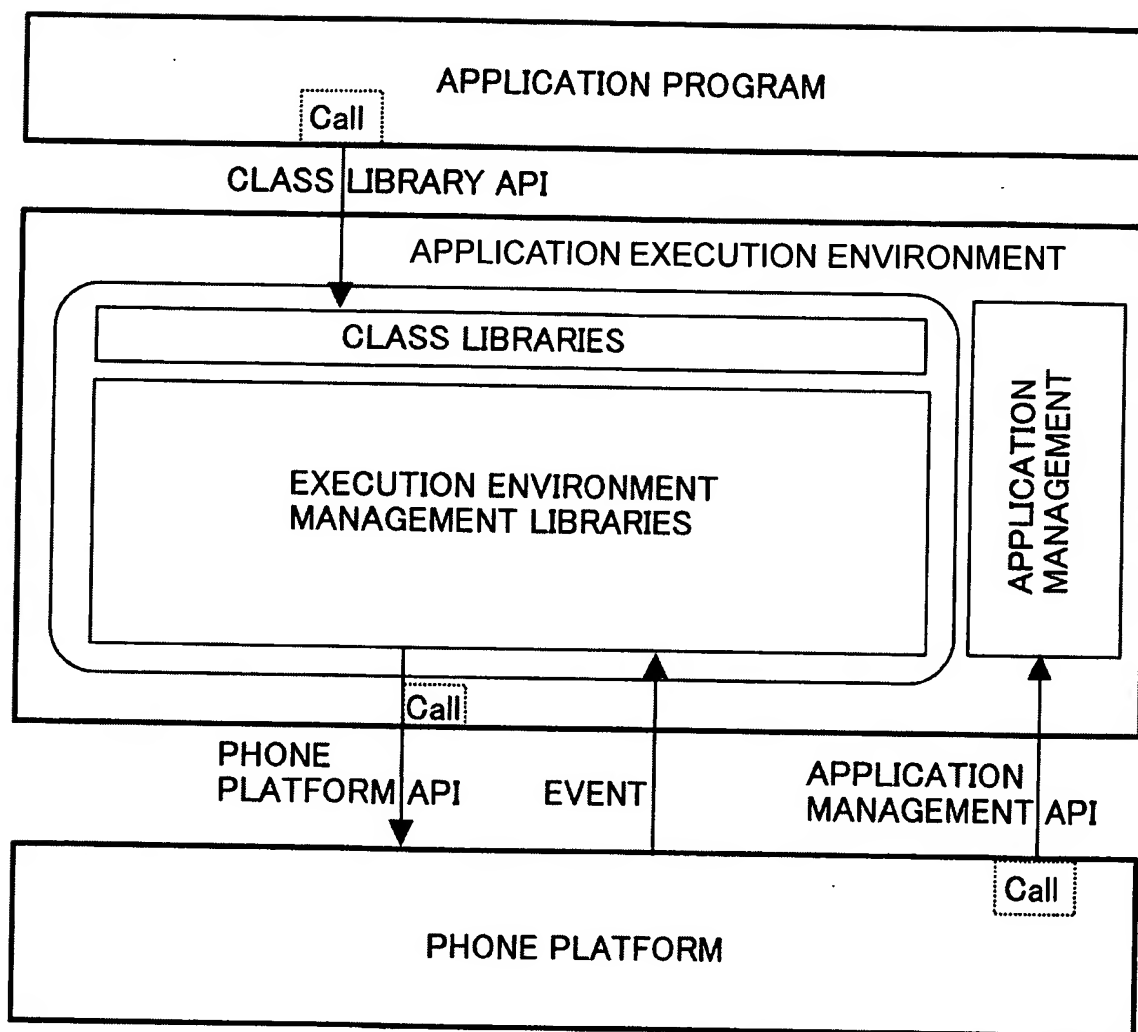 APPLICATION PROGRAM
Call
CLASS LIBRARY API
APPLICATION EXECUTION ENVIRONMENT
CLASS LIBRARIES
EXECUTION ENVIRONMENT
MANAGEMENT LIBRARIES
APPLICATION
MANAGEMENT
Call
PHONE
PLATFORM API
EVENT
APPLICATION
MANAGEMENT API
Call
PHONE PLATFORM